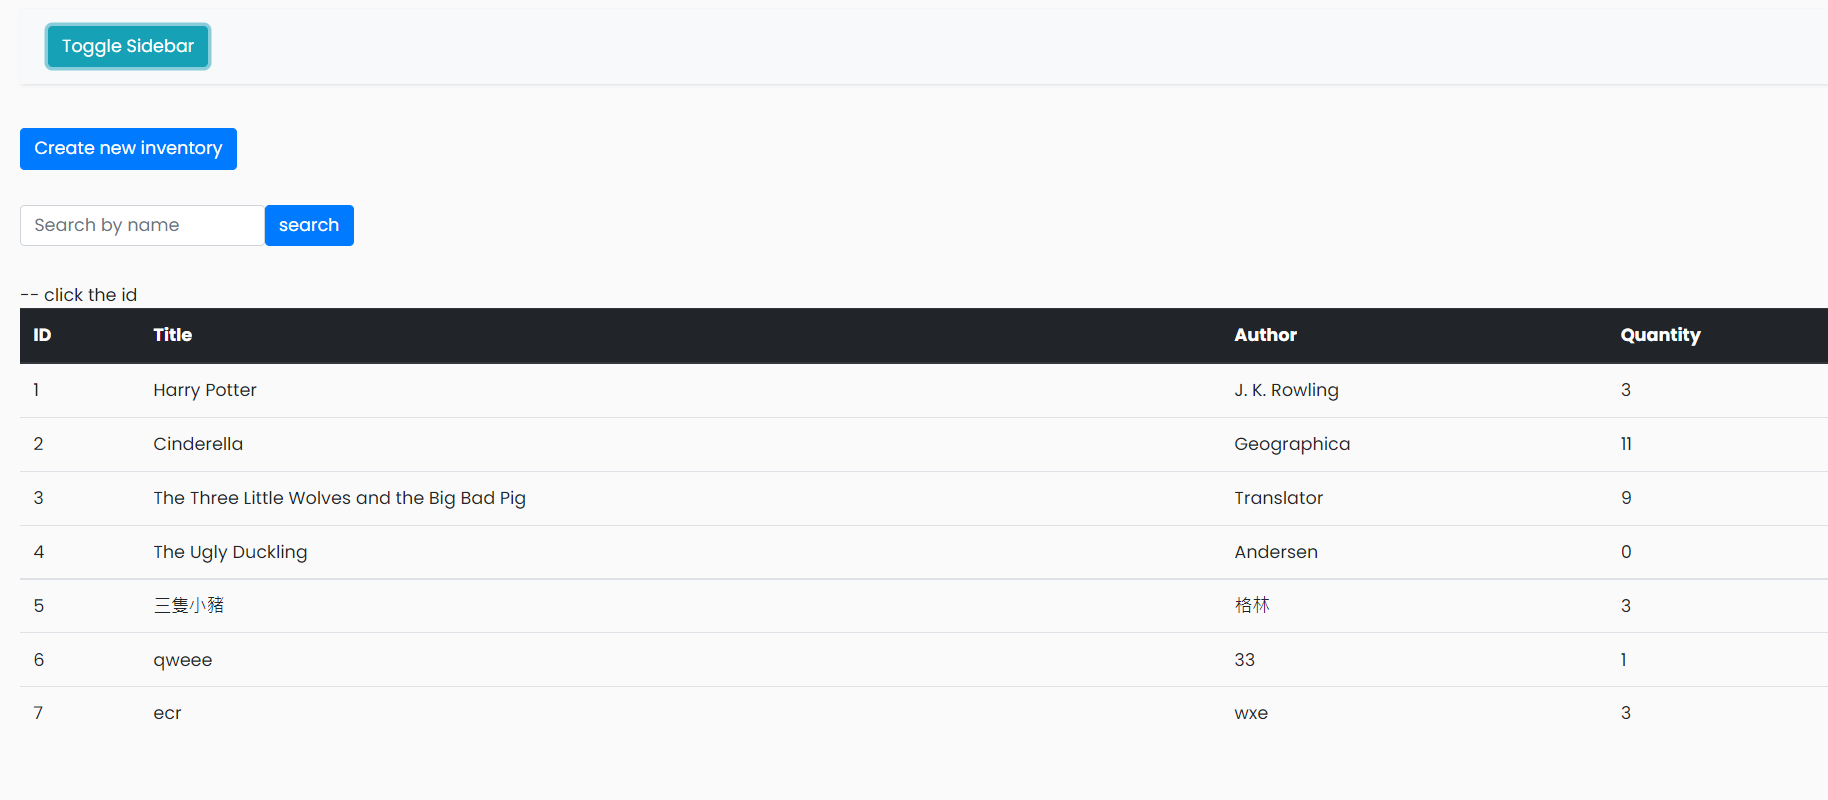 Toggle Sidebar
Create new inventory
Search by name search
-- click the id
ID Title Author Quantity
1 Harry Potter J. K. Rowling 3
2 Cinderella Geographica 11
3 The Three Little Wolves and the Big Bad Pig Translator 9
4 The Ugly Duckling Andersen 0
5 三隻小豬 格林 3
6 qweee 33 1
7 ecr wxe 3